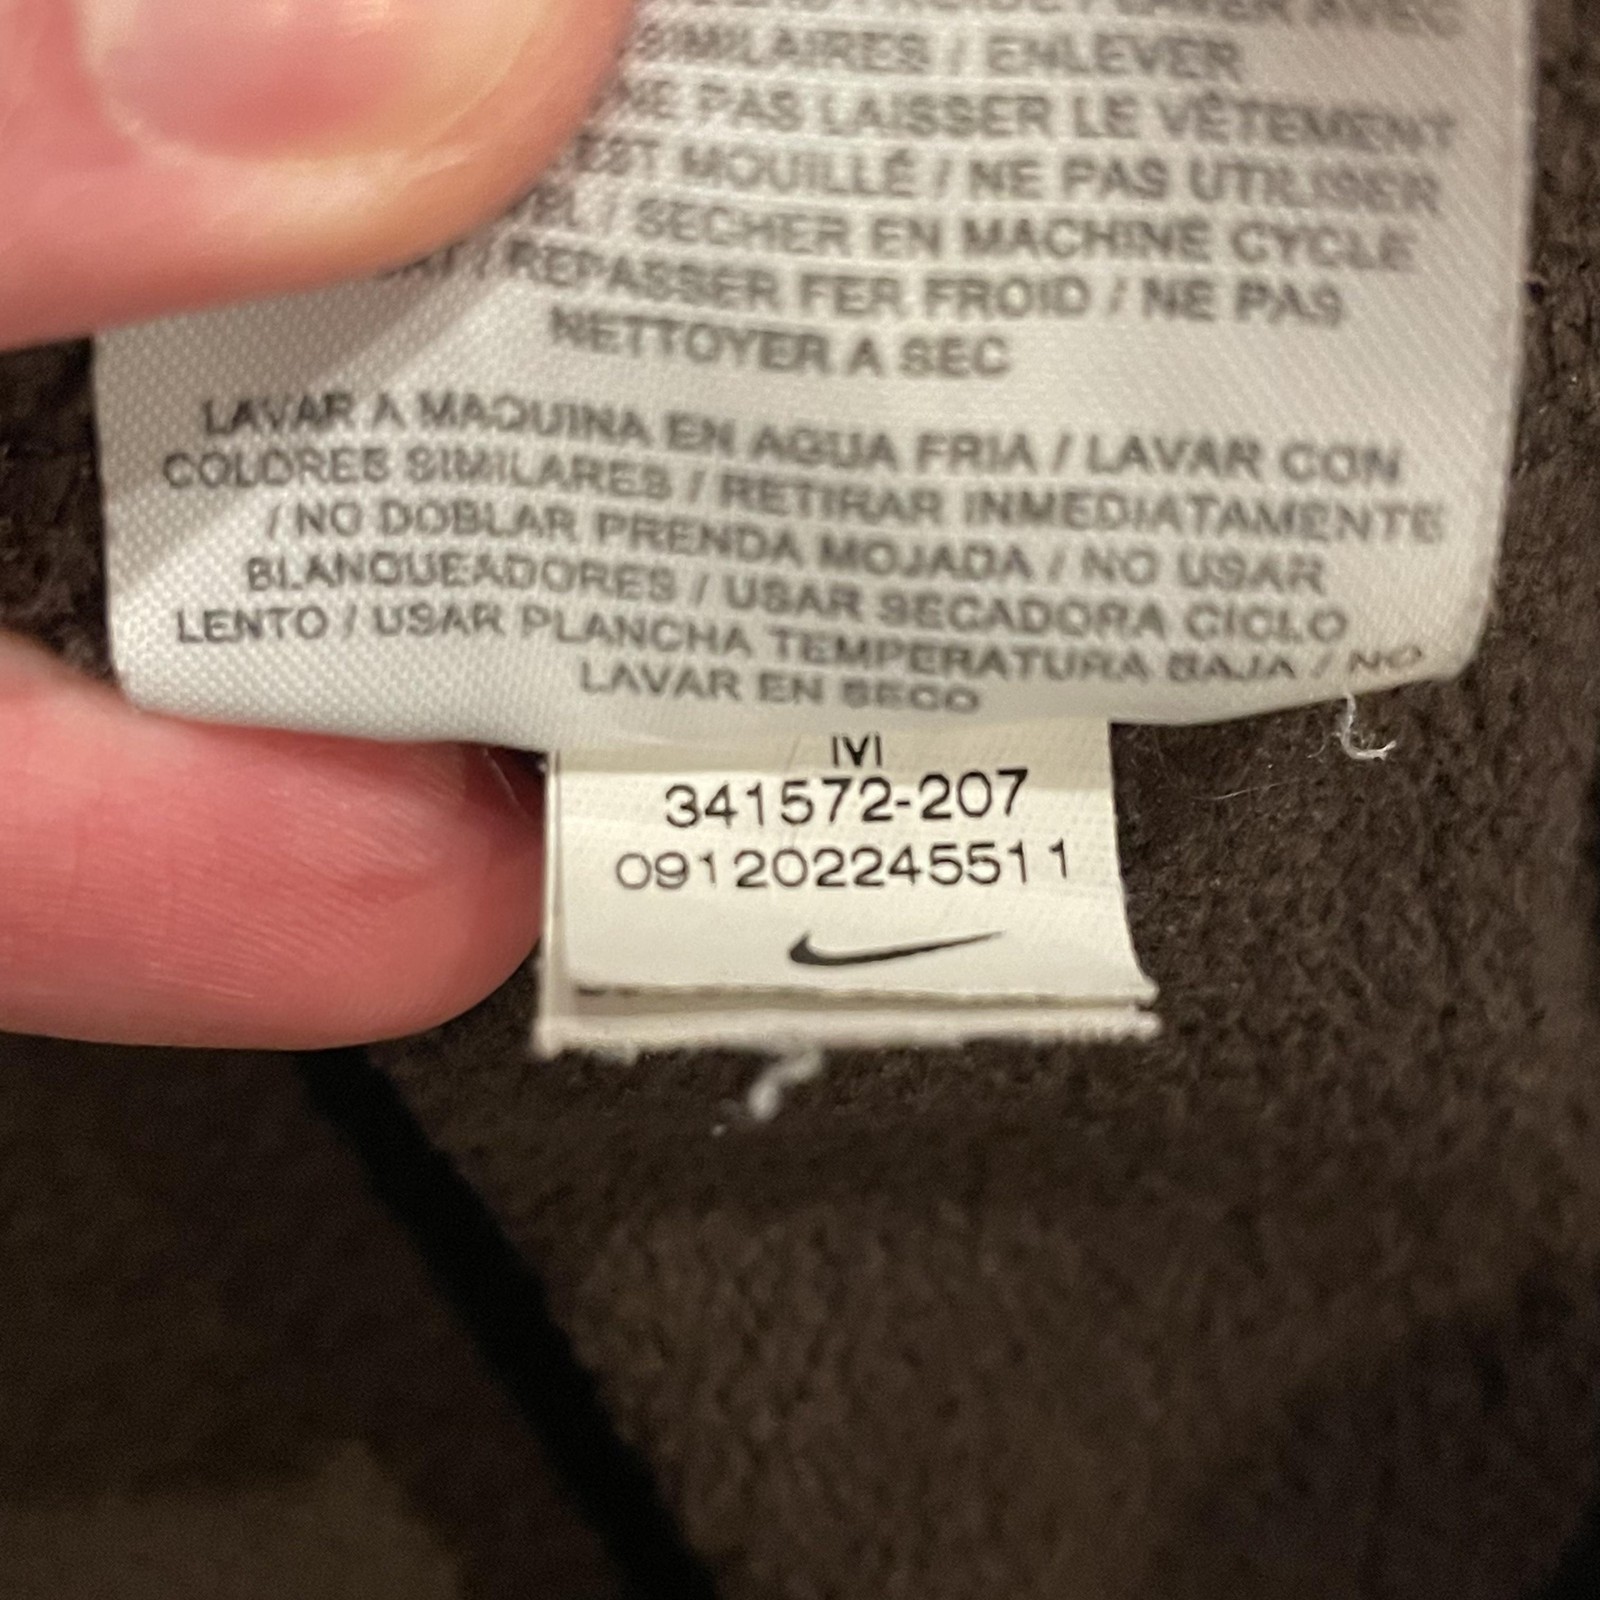 AVEC
SIMILAIRES / ENLEVER
NE PAS LAISSER LE VÊTEMENT
EST MOUILLÉ / NE PAS UTILISER
/ SECHER EN MACHINE CYCLE
/ REPASSER FER FROID / NE PAS
NETTOYER A SEC
LAVAR A MAQUINA EN AGUA FRIA / LAVAR CON
COLORES SIMILARES / RETIRAR INMEDIATAMENTE
/ NO DOBLAR PRENDA MOJADA / NO USAR
BLANQUEADORES / USAR SECADORA CICLO
LENTO / USAR PLANCHA TEMPERATURA BAJA / NO
LAVAR EN SECO
341572-207
091202245511